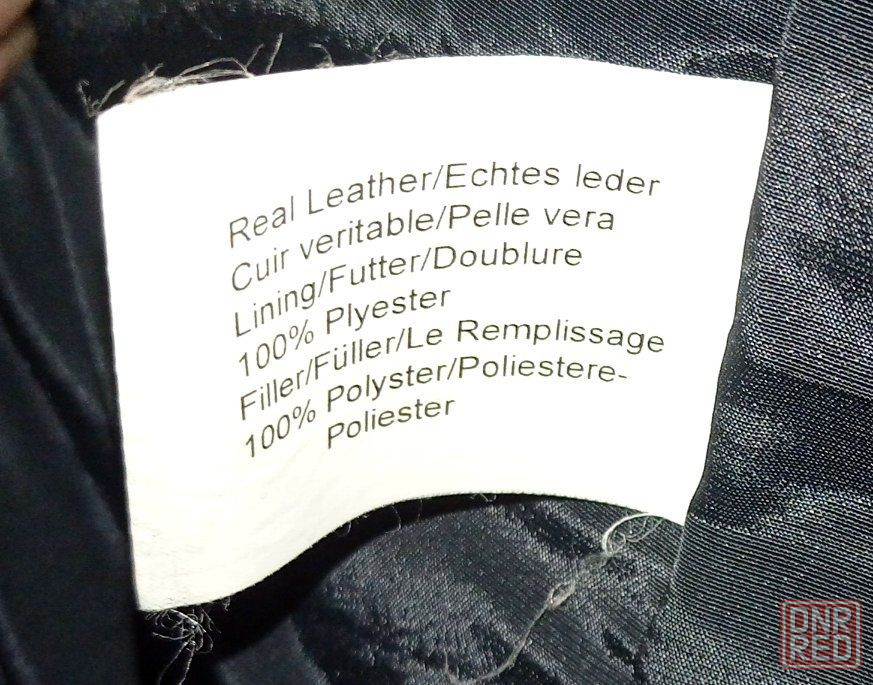 Real Leather/Echtes leder
Cuir veritable/Pelle vera
Lining/Futter/Doublure
100% Plyester
Filler/Füller/Le Remplissage
100% Polyster/Poliestere-
Poliester
DNR
RED